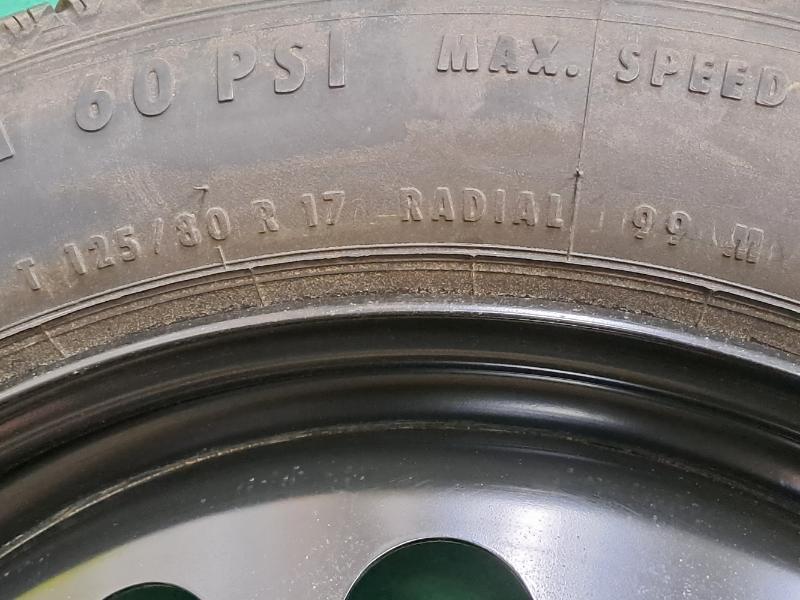 60 PSI MAX. SPEED
T 125/80 R 17 RADIAL 99 M